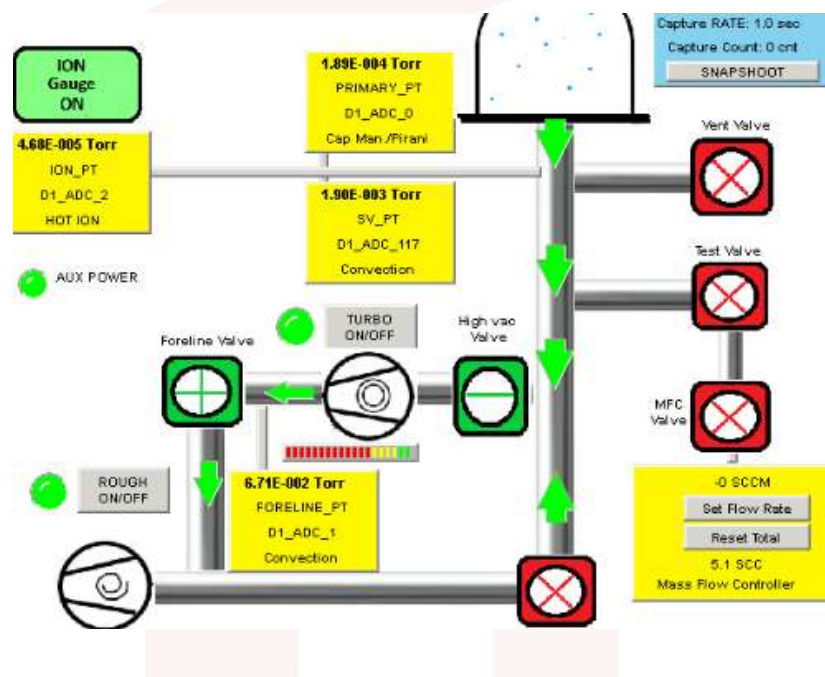 Capture RATE: 1.0 sec
Capture Count: 0 cnt
SNAPSHOOT
ION
Gauge
ON
1.89E-004 Torr
PRIMARY_PT
D1_ADC_0
Cap Man./Pirani
Vent Valve
4.68E-005 Torr
ION_PT
D1_ADC_2
HOT ION
1.90E-003 Torr
SV_PT
D1_ADC_117
Convection
Test Valve
AUX POWER
TURBO
ON/OFF
High vac
Valve
Foreline Valve
MFC
Valve
ROUGH
ON/OFF
6.71E-002 Torr
FORELINE_PT
D1_ADC_1
Convection
-0 SCCM
Set Flow Rate
Reset Total
5.1 SCC
Mass Flow Controller